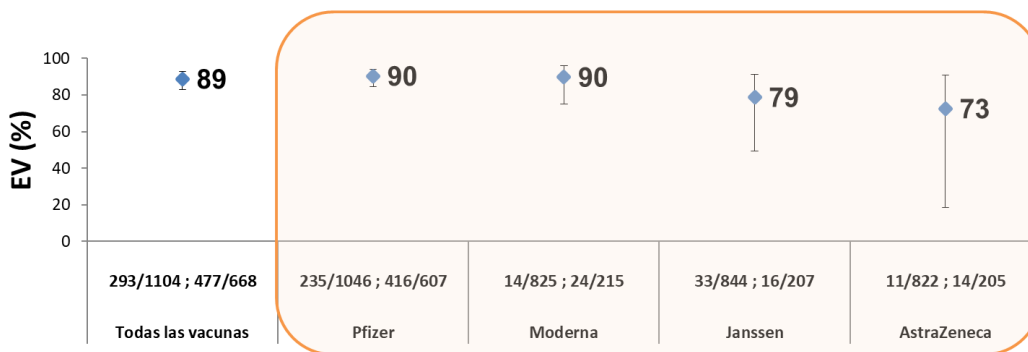 EV (%)
100
80
60
40
20
0
89
90
90
79
73
293/1104 ; 477/668
235/1046 ; 416/607
14/825 ; 24/215
33/844 ; 16/207
11/822 ; 14/205
Todas las vacunas
Pfizer
Moderna
Janssen
AstraZeneca